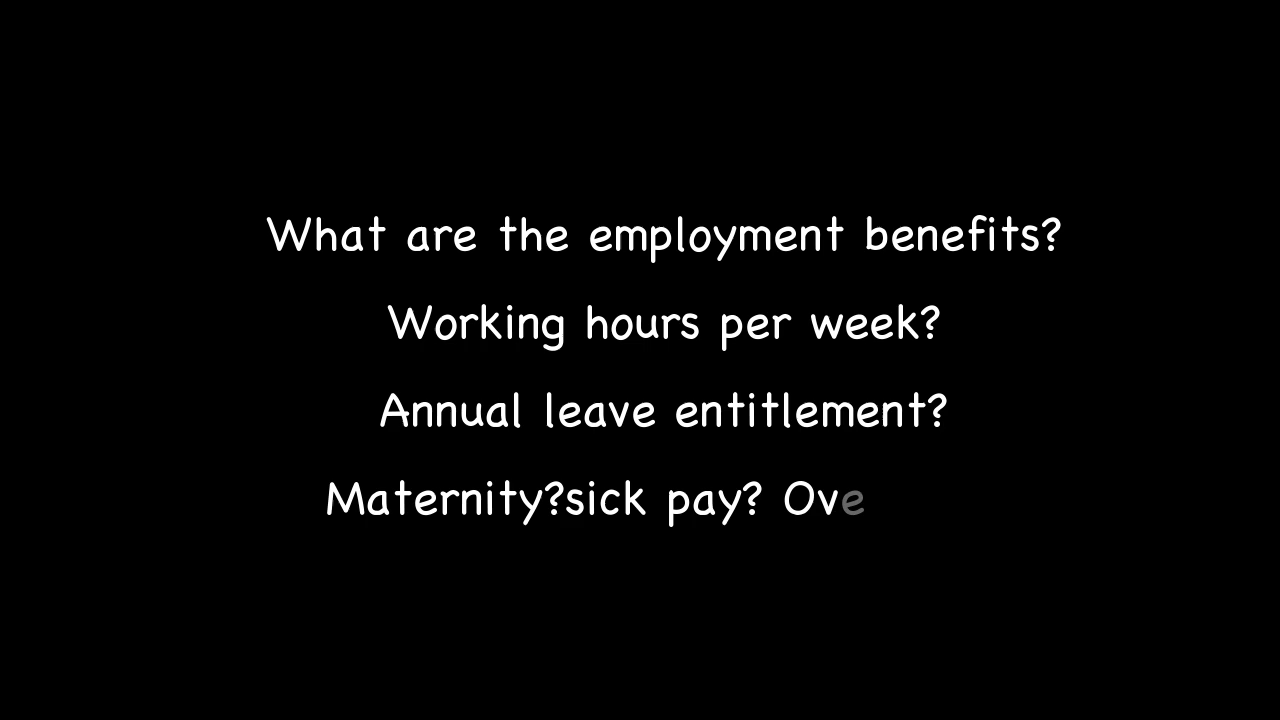 What are the employment benefits?
Working hours per week?
Annual leave entitlement?
Maternity?sick pay? Ove